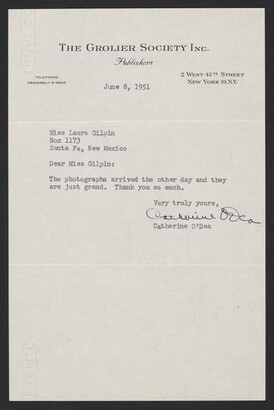 THE GROLIER SOCIETY INC.
Publishers
TELEPHONE
2 WEST 45TH STREET
NEW YORK 19, N.Y.
June 8, 1951
Miss Laura Gilpin
Box 1173
Santa Fe, New Mexico
Dear Miss Gilpin:
The photographs arrived the other day and they
are just grand. Thank you so much.
Very truly yours,
Catherine O'Dea
Catherine O'Dea